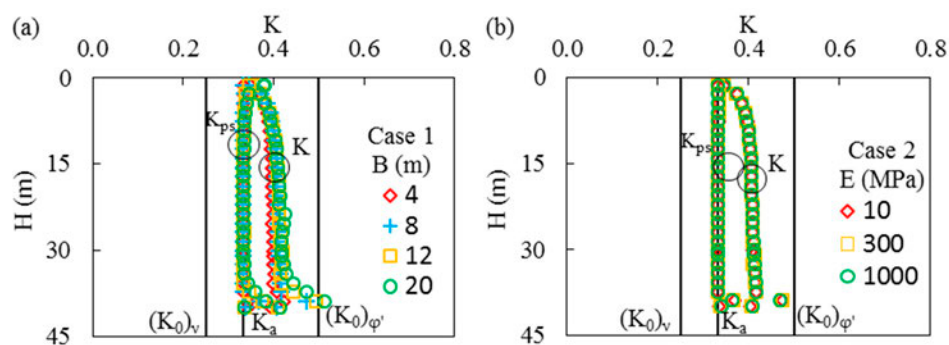 (a)
K
0.0 0.2 0.4 0.6 0.8
0
15
30
45
H (m)
Kps
K
Case 1
B (m)
4
8
12
20
(K0)v
Ka
(K0)φ'
(b)
K
0.0 0.2 0.4 0.6 0.8
0
15
30
45
H (m)
Kps
K
Case 2
E (MPa)
10
300
1000
(K0)v
Ka
(K0)φ'